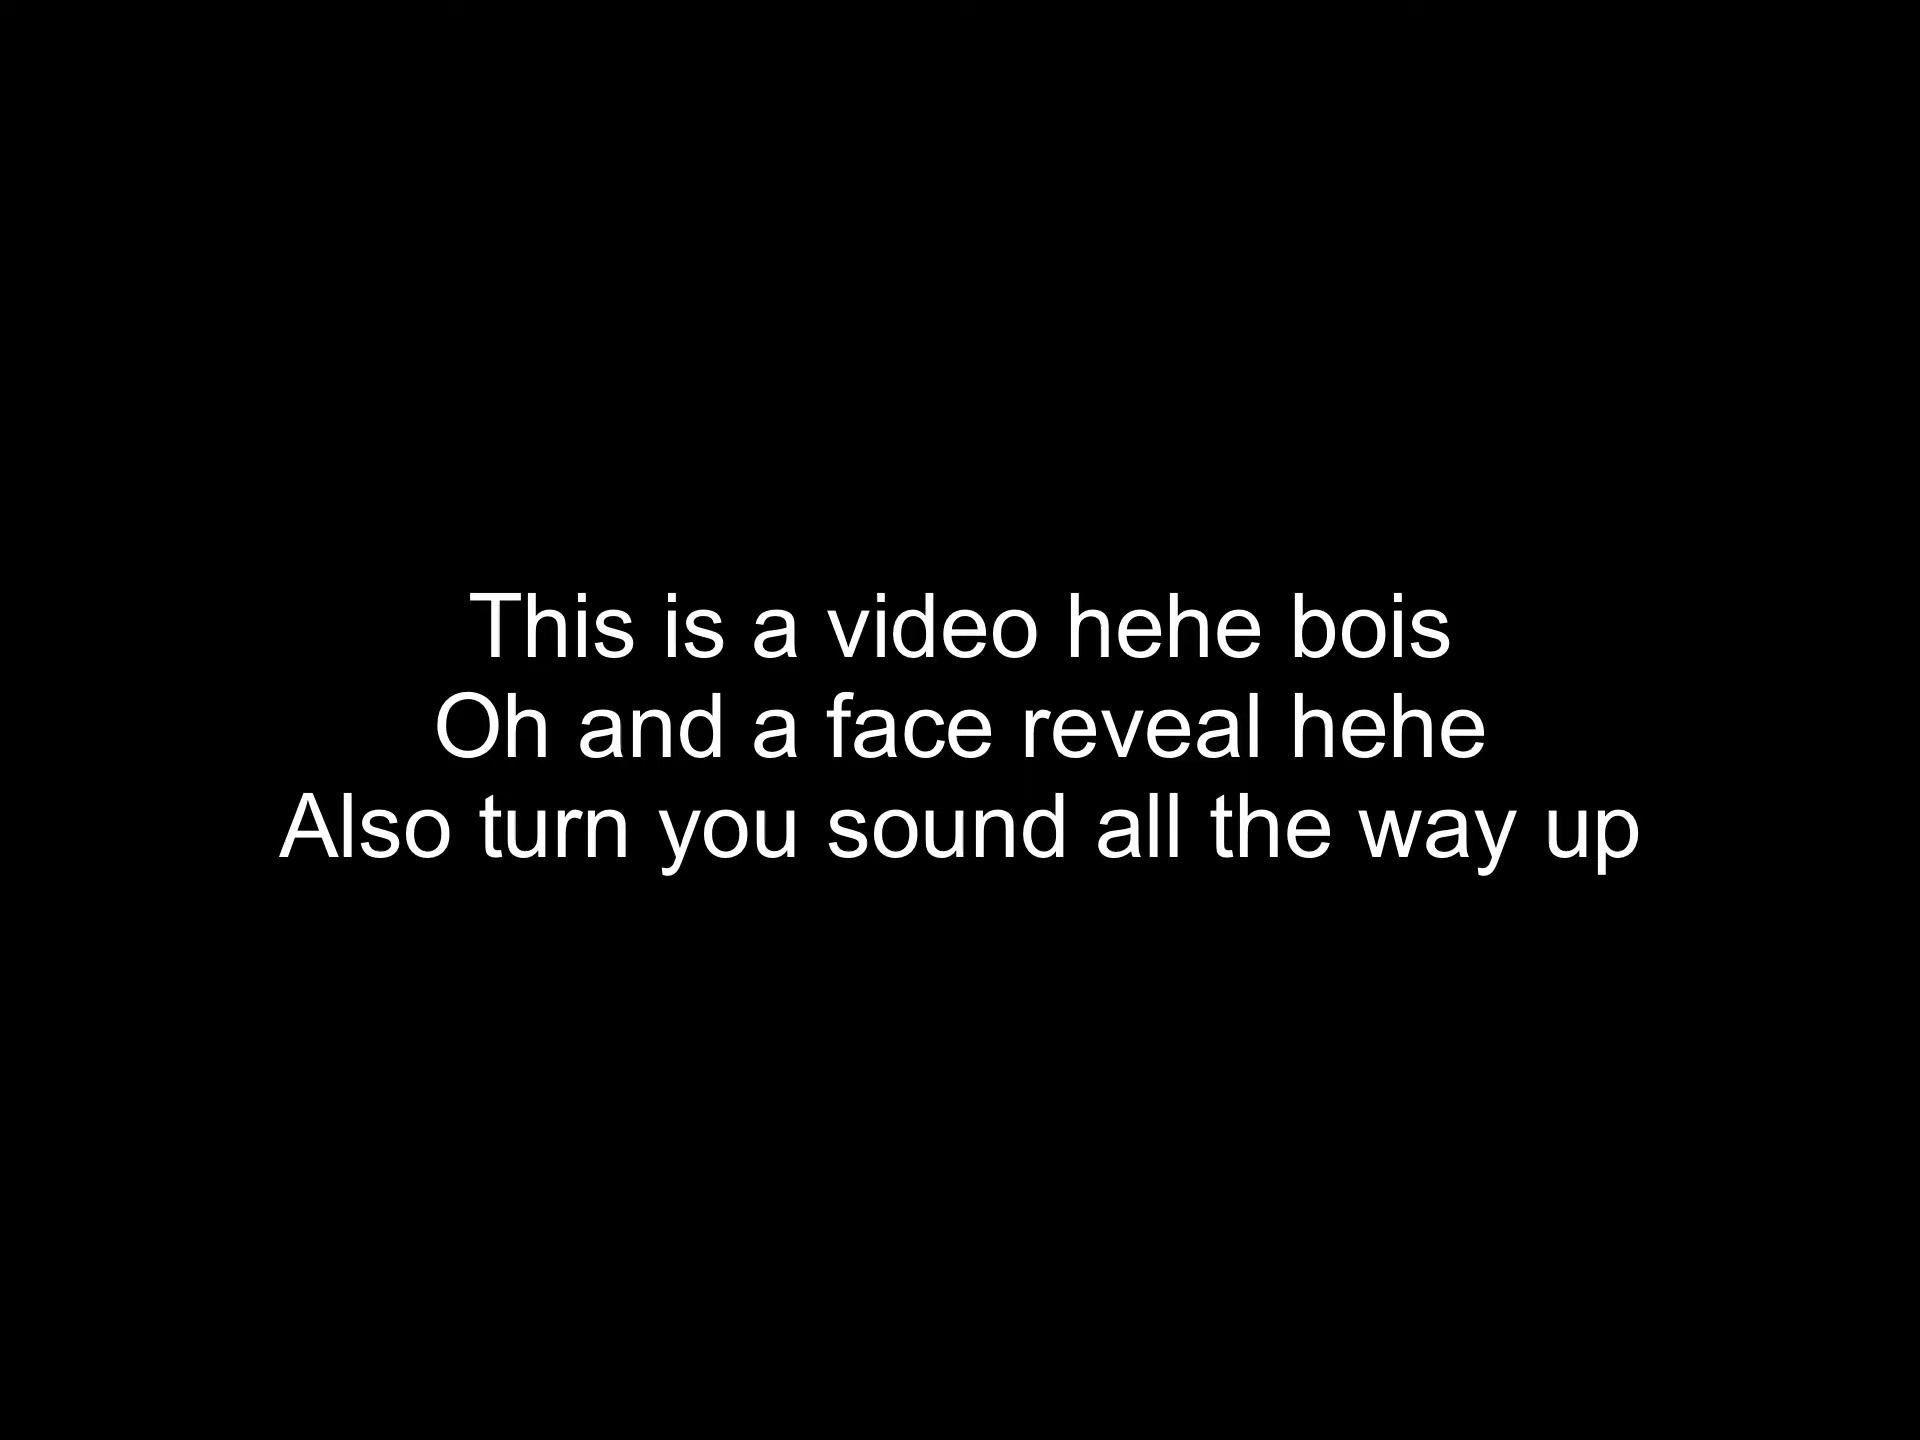 This is a video hehe bois
Oh and a face reveal hehe
Also turn you sound all the way up